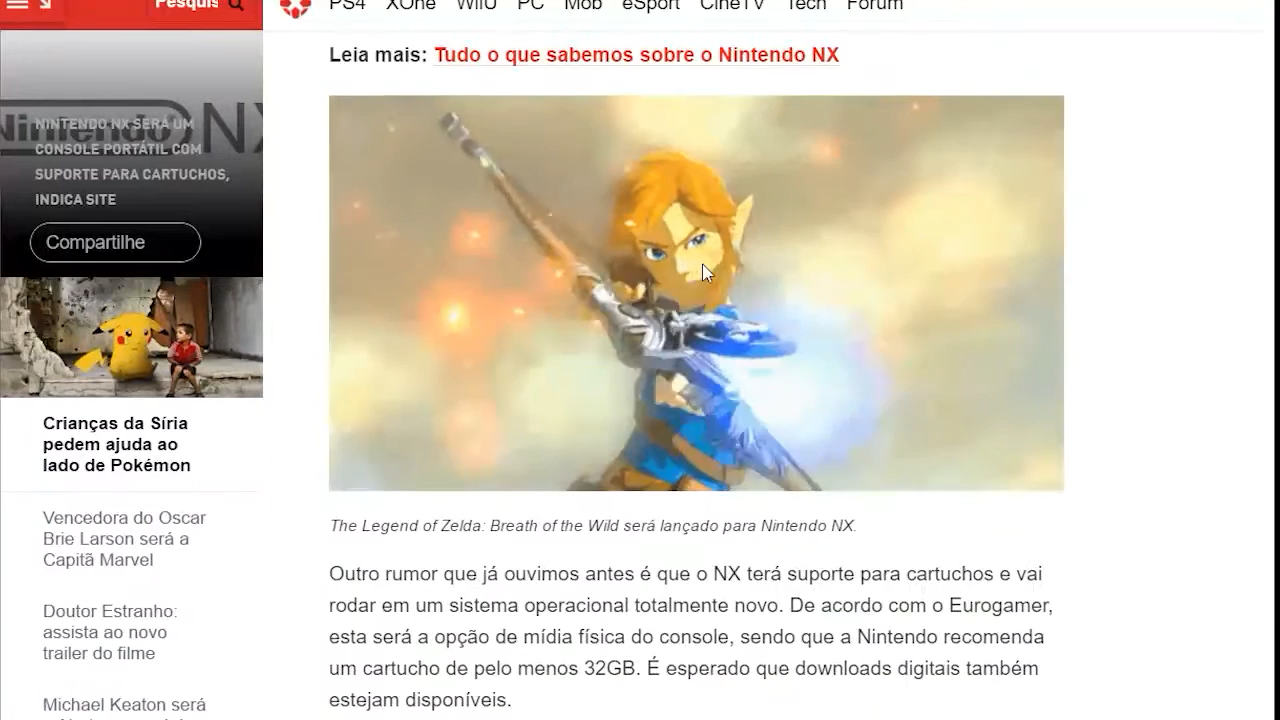 Pesquis
PS4 XOne WiiU PC Mob eSport CineTV Tech Forum
Leia mais: Tudo o que sabemos sobre o Nintendo NX
Nintendo NX
NINTENDO NX SERÁ UM
CONSOLE PORTÁTIL COM
SUPORTE PARA CARTUCHOS,
INDICA SITE
Compartilhe
Crianças da Síria
pedem ajuda ao
lado de Pokémon
Vencedora do Oscar
Brie Larson será a
Capitã Marvel
Doutor Estranho:
assista ao novo
trailer do filme
Michael Keaton será
The Legend of Zelda: Breath of the Wild será lançado para Nintendo NX.
Outro rumor que já ouvimos antes é que o NX terá suporte para cartuchos e vai
rodar em um sistema operacional totalmente novo. De acordo com o Eurogamer,
esta será a opção de mídia física do console, sendo que a Nintendo recomenda
um cartucho de pelo menos 32GB. É esperado que downloads digitais também
estejam disponíveis.